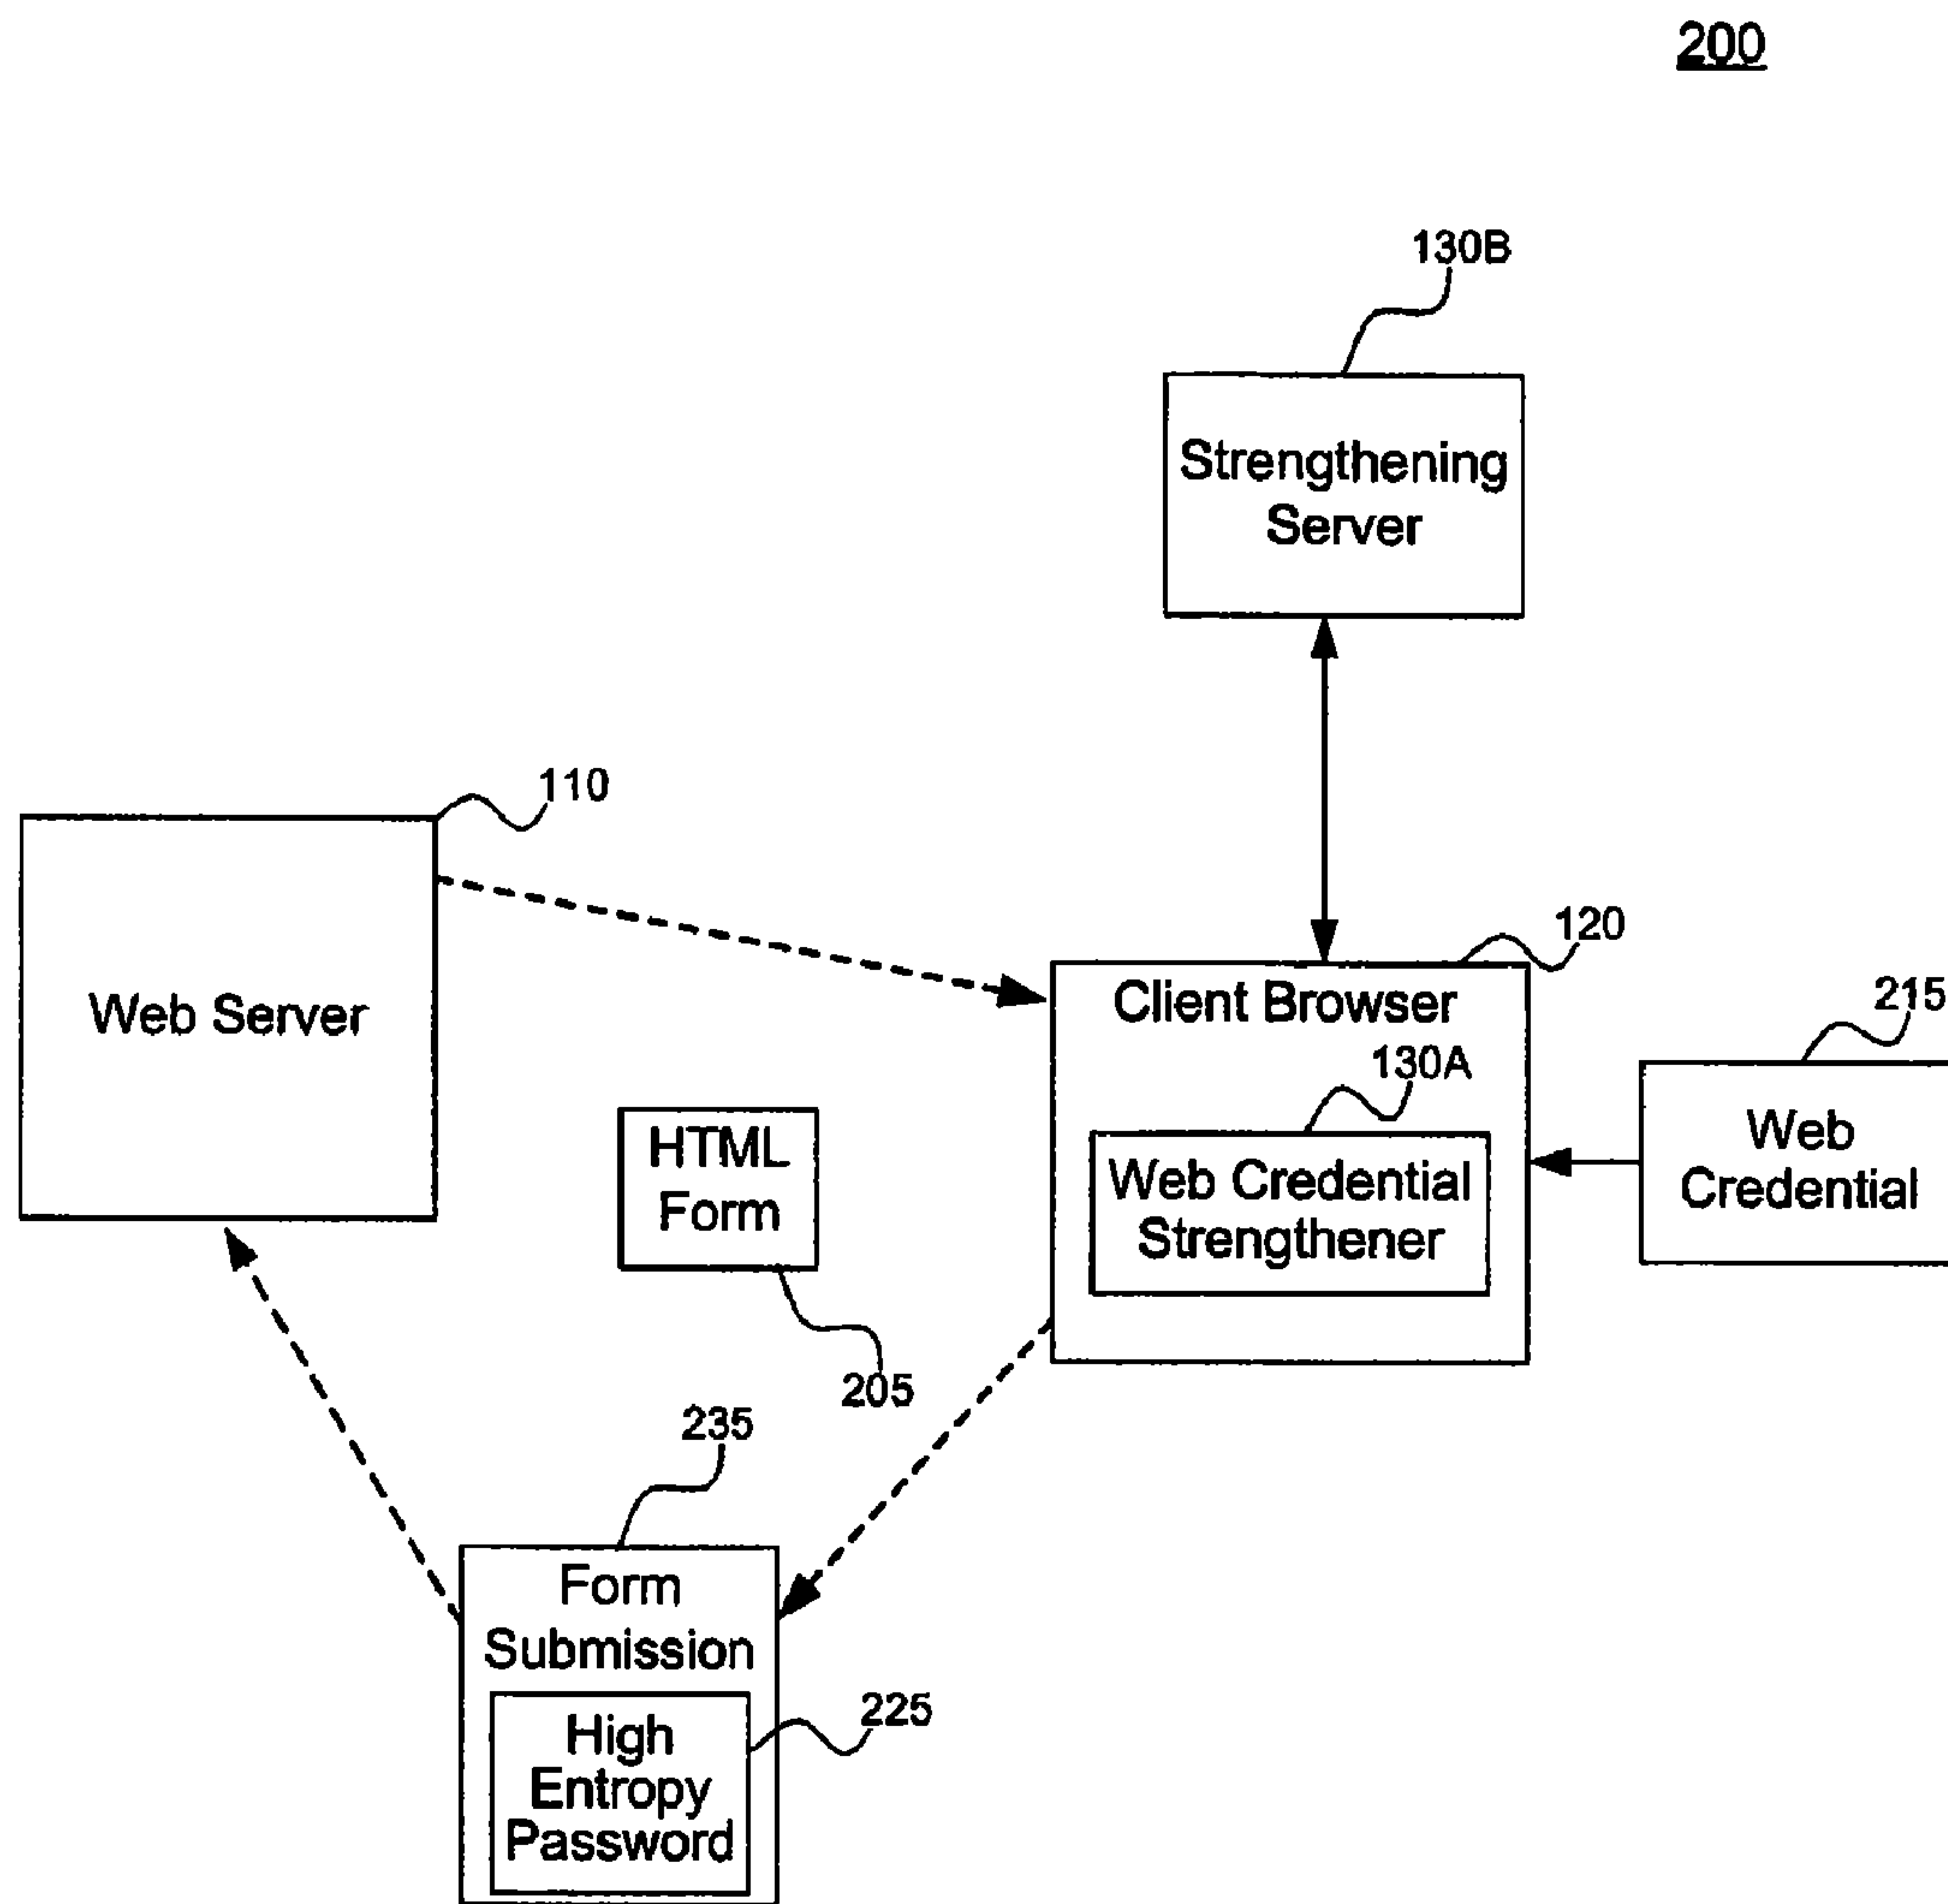 200
130B
Strengthening
Server
110
Web Server
120
Client Browser
130A
Web Credential
Strengthener
215
Web
Credential
HTML
Form
205
235
Form
Submission
225
High
Entropy
Password